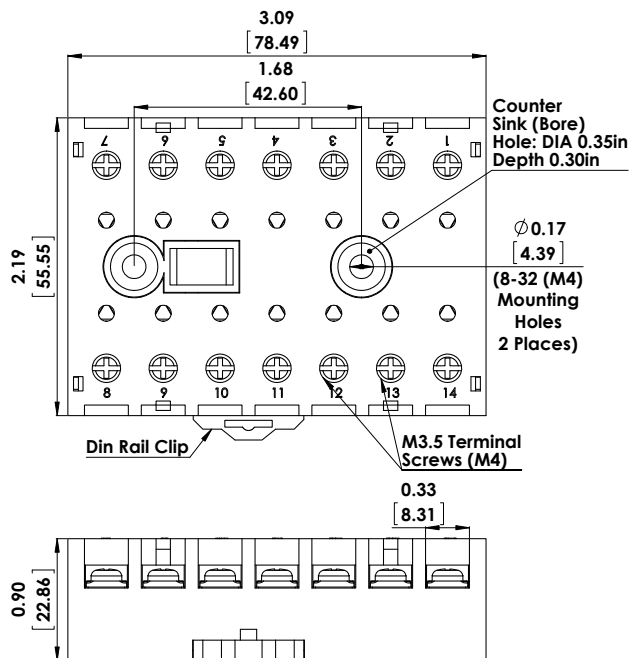 3.09
[78.49]
1.68
[42.60]
Counter
Sink (Bore)
Hole: DIA 0.35in
Depth 0.30in
7 6 5 4 3 2 1
2.19
[55.55]
∅0.17
[4.39]
(8-32 (M4)
Mounting
Holes
2 Places)
8 9 10 11 12 13 14
Din Rail Clip
M3.5 Terminal
Screws (M4)
0.33
[8.31]
0.90
[22.86]